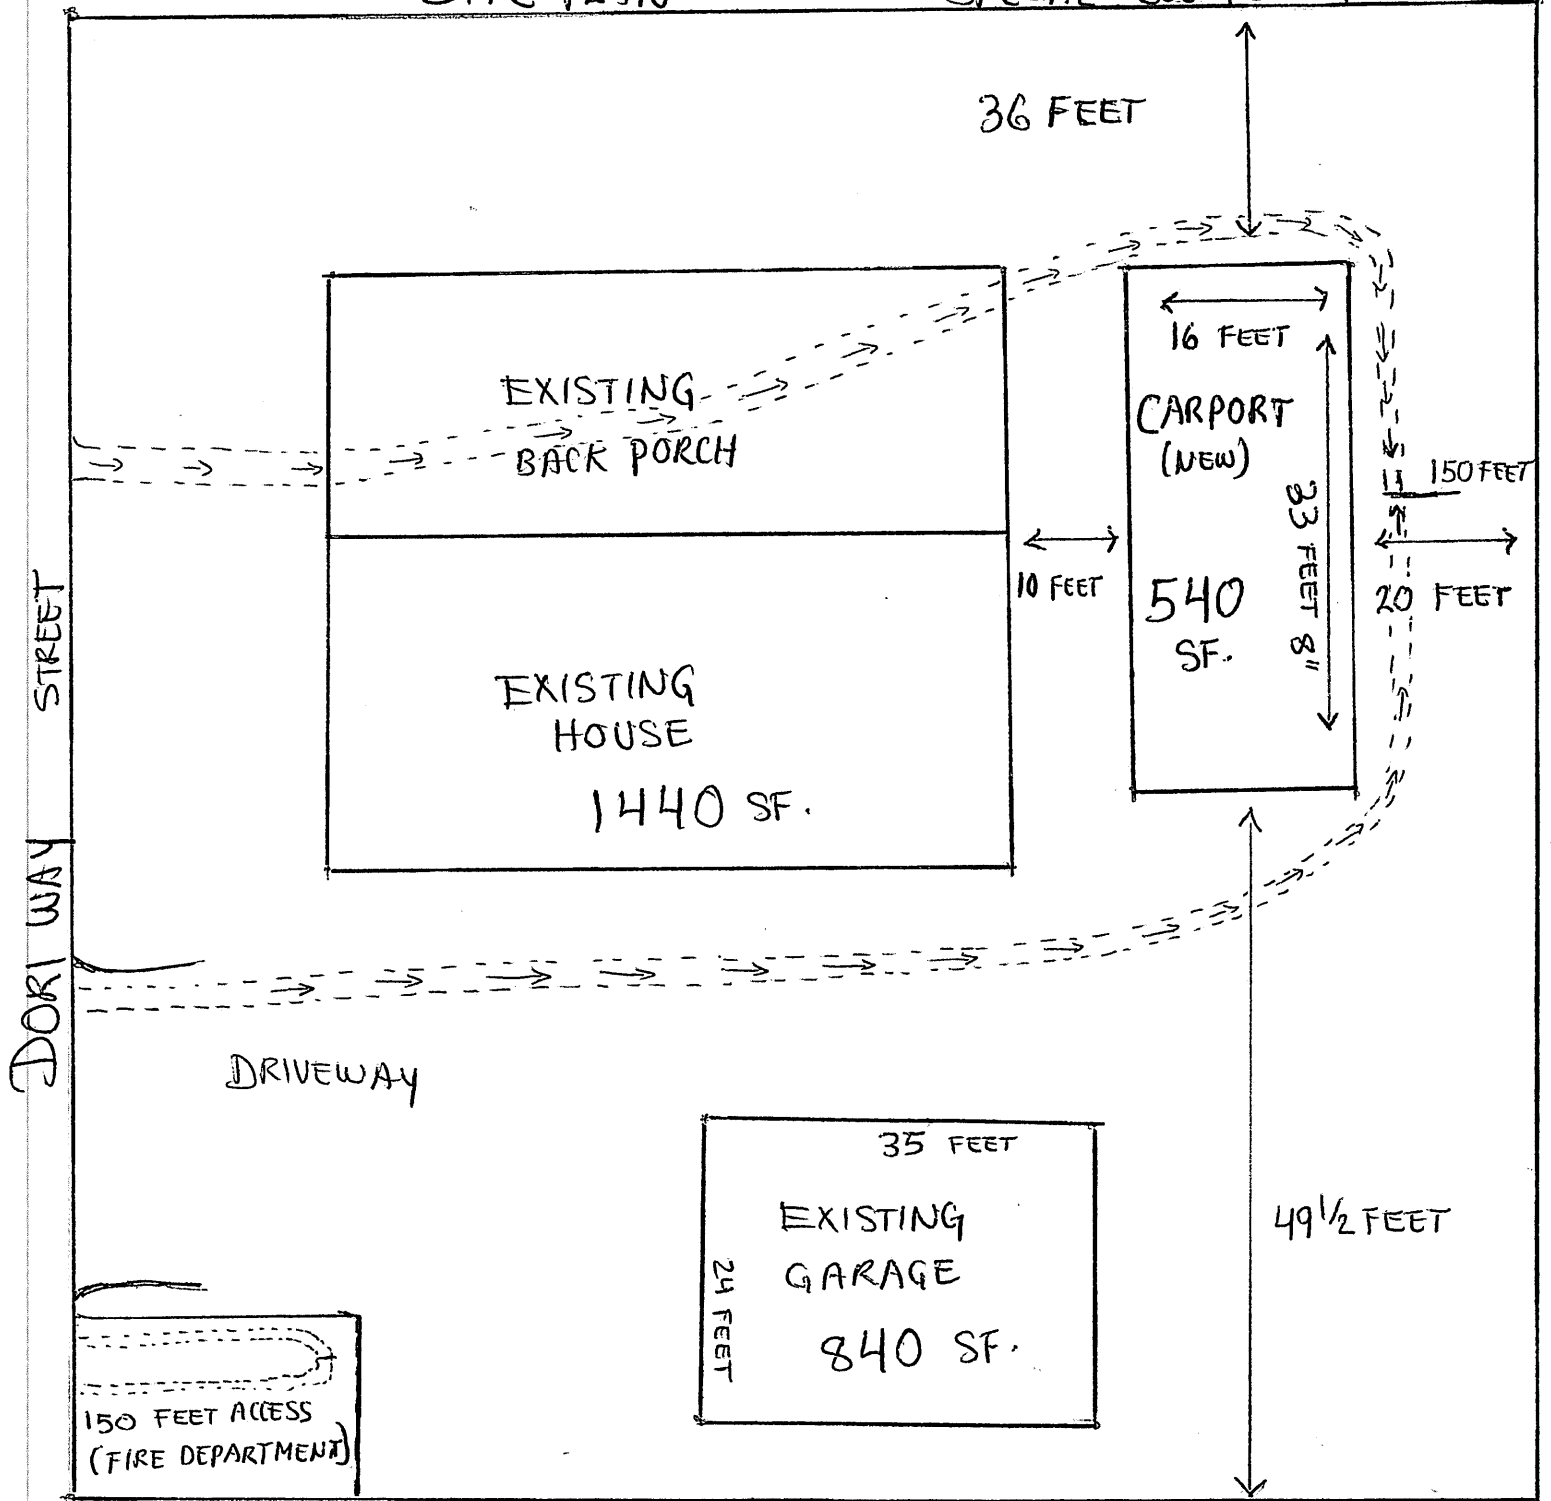 SITE PLAN
36 FEET
16 FEET
EXISTING
BACK PORCH
CARPORT
(NEW)
33 FEET 8"
150 FEET
10 FEET
540
SF.
20 FEET
EXISTING
HOUSE
1440 SF.
DORI WAY STREET
DRIVEWAY
35 FEET
EXISTING
GARAGE
840 SF.
24 FEET
49 1/2 FEET
150 FEET ACCESS
(FIRE DEPARTMENT)